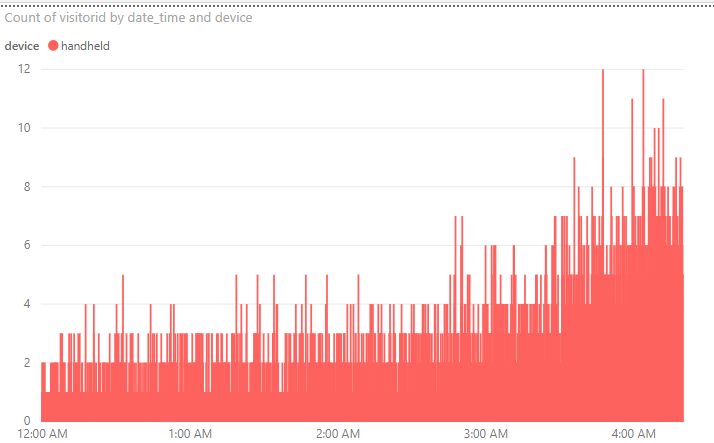 Count of visitorid by date_time and device
device handheld
12
10
8
6
4
2
0
12:00 AM 1:00 AM 2:00 AM 3:00 AM 4:00 AM